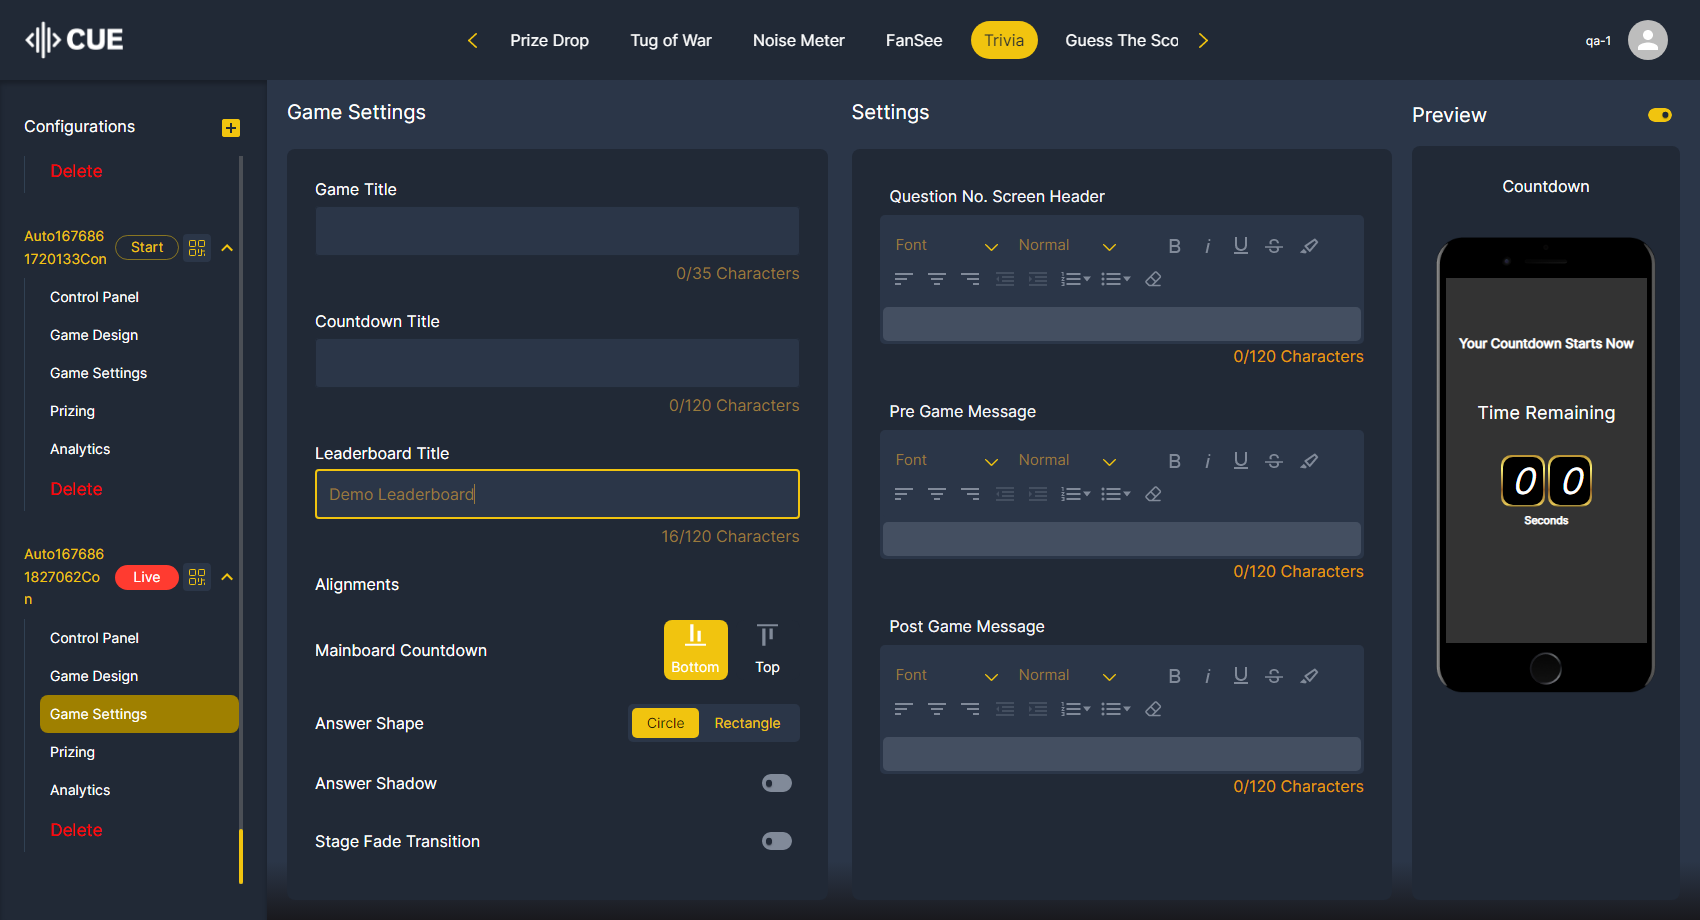 CUE
Prize Drop
Tug of War
Noise Meter
FanSee
Trivia
Guess The Sco
qa-1
Configurations
Delete
Auto167686
1720133Con
Start
Control Panel
Game Design
Game Settings
Prizing
Analytics
Delete
Auto167686
1827062Co
n
Live
Control Panel
Game Design
Game Settings
Prizing
Analytics
Delete
Game Settings
Game Title
0/35 Characters
Countdown Title
0/120 Characters
Leaderboard Title
Demo Leaderboard
16/120 Characters
Alignments
Mainboard Countdown
Bottom
Top
Answer Shape
Circle
Rectangle
Answer Shadow
Stage Fade Transition
Settings
Question No. Screen Header
Font
Normal
B
i
U
S
0/120 Characters
Pre Game Message
Font
Normal
B
i
U
S
0/120 Characters
Post Game Message
Font
Normal
B
i
U
S
0/120 Characters
Preview
Countdown
Your Countdown Starts Now
Time Remaining
0 0
Seconds